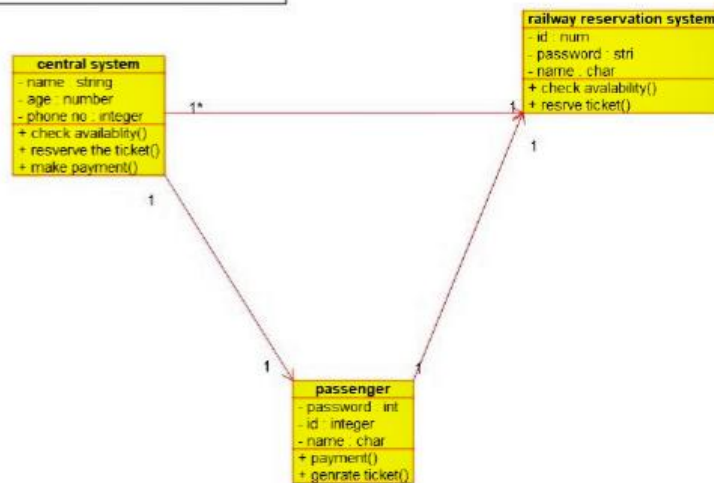 railway reservation system
- id : num
- password : stri
- name : char
+ check avalability()
+ resrve ticket()
central system
- name : string
- age : number
- phone no : integer
+ check availablity()
+ resverve the ticket()
+ make payment()
1*
1
1
1
1
1
passenger
- password : int
- id : integer
- name : char
+ payment()
+ genrate ticket()